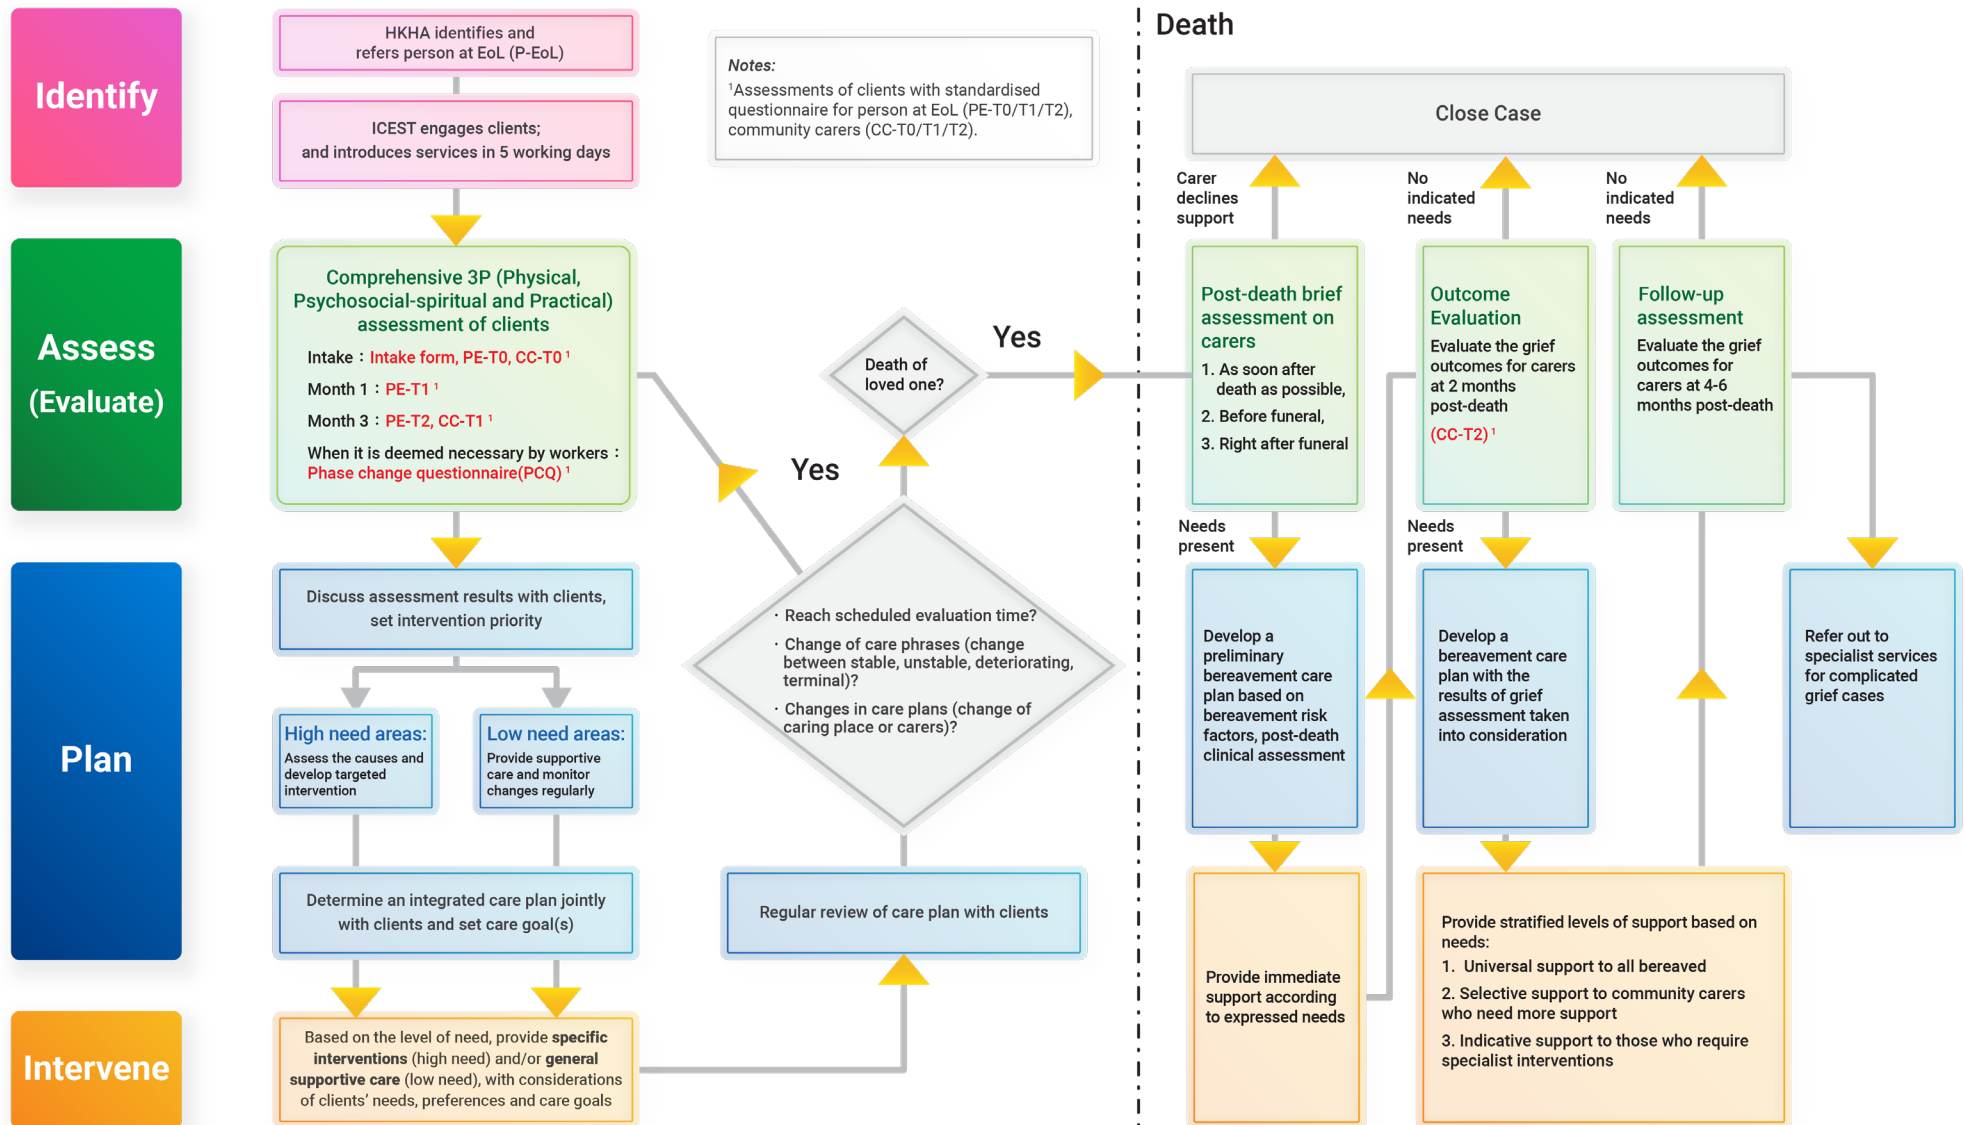 Identify
HKHA identifies and
refers person at EoL (P-EoL)
ICEST engages clients;
and introduces services in 5 working days
Notes:
¹Assessments of clients with standardised
questionnaire for person at EoL (PE-T0/T1/T2),
community carers (CC-T0/T1/T2).
Assess
(Evaluate)
Comprehensive 3P (Physical,
Psychosocial-spiritual and Practical)
assessment of clients
Intake : Intake form, PE-T0, CC-T0 ¹
Month 1 : PE-T1 ¹
Month 3 : PE-T2, CC-T1 ¹
When it is deemed necessary by workers :
Phase change questionnaire(PCQ) ¹
Plan
Discuss assessment results with clients,
set intervention priority
High need areas:
Assess the causes and
develop targeted
intervention
Low need areas:
Provide supportive
care and monitor
changes regularly
Determine an integrated care plan jointly
with clients and set care goal(s)
Intervene
Based on the level of need, provide specific
interventions (high need) and/or general
supportive care (low need), with considerations
of clients' needs, preferences and care goals
Regular review of care plan with clients
· Reach scheduled evaluation time?
· Change of care phrases (change
between stable, unstable, deteriorating,
terminal)?
· Changes in care plans (change of
caring place or carers)?
Yes
Death of
loved one?
Yes
Death
Close Case
Carer
declines
support
No
indicated
needs
No
indicated
needs
Post-death brief
assessment on
carers
1. As soon after
death as possible,
2. Before funeral,
3. Right after funeral
Outcome
Evaluation
Evaluate the grief
outcomes for carers
at 2 months
post-death
(CC-T2) ¹
Follow-up
assessment
Evaluate the grief
outcomes for
carers at 4-6
months post-death
Needs
present
Needs
present
Develop a
preliminary
bereavement care
plan based on
bereavement risk
factors, post-death
clinical assessment
Develop a
bereavement care
plan with the
results of grief
assessment taken
into consideration
Refer out to
specialist services
for complicated
grief cases
Provide immediate
support according
to expressed needs
Provide stratified levels of support based on
needs:
1. Universal support to all bereaved
2. Selective support to community carers
who need more support
3. Indicative support to those who require
specialist interventions